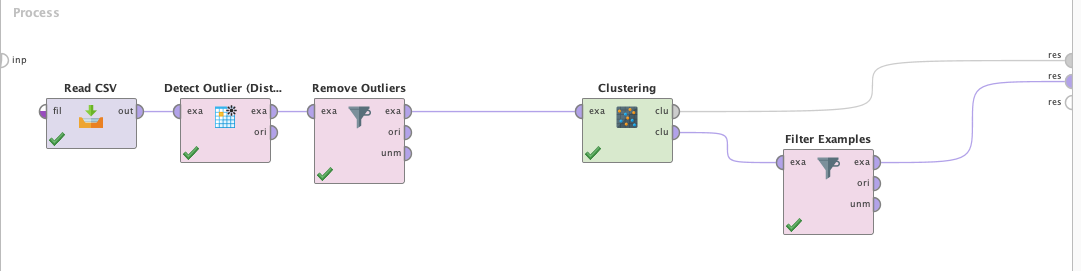 Process
inp
res
res
res
Read CSV
fil out
Detect Outlier (Dist...
exa exa
ori
Remove Outliers
exa exa
ori
unm
Clustering
exa clu
clu
Filter Examples
exa exa
ori
unm